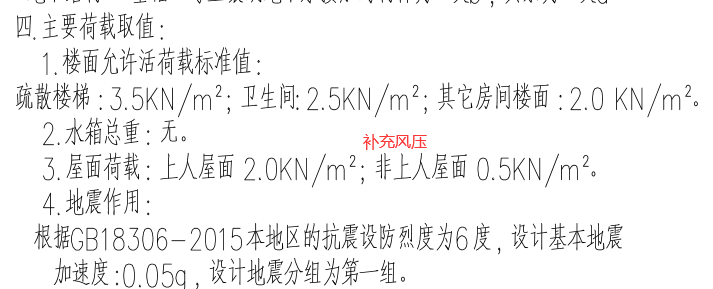 四.主要荷载取值:
1.楼面允许活荷载标准值:
疏散楼梯:3.5KN/m²;卫生间:2.5KN/m²;其它房间楼面:2.0 KN/m²。
2.水箱总重:无。
补充风压
3.屋面荷载:上人屋面 2.0KN/m²;非上人屋面 0.5KN/m²。
4.地震作用:
根据GB18306-2015本地区的抗震设防烈度为6度,设计基本地震
加速度:0.05g,设计地震分组为第一组。